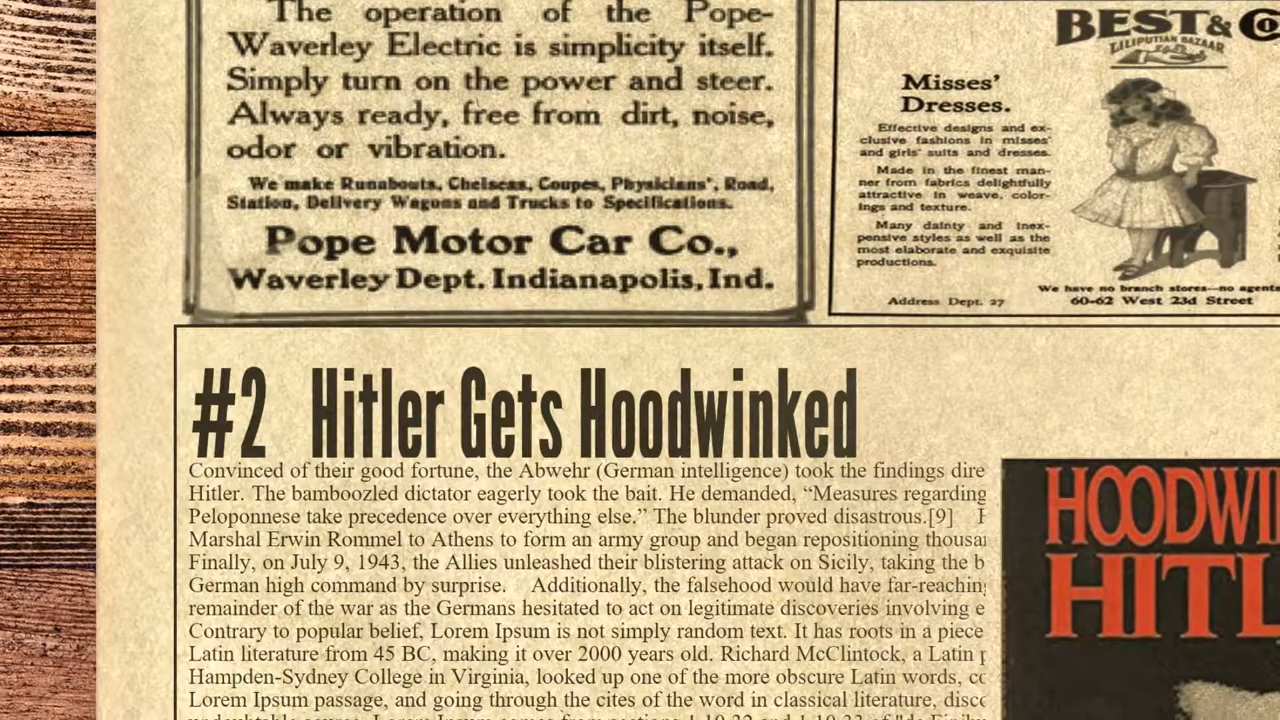 The operation of the Pope-
Waverley Electric is simplicity itself.
Simply turn on the power and steer.
Always ready, free from dirt, noise,
odor or vibration.
We make Runabouts, Chelseas, Coupes, Physicians', Road,
Station, Delivery Wagons and Trucks to Specifications.
Pope Motor Car Co.,
Waverley Dept. Indianapolis, Ind.
BEST & Co
LILIPUTIAN BAZAAR
Misses'
Dresses.
Effective designs and ex-
clusive fashions in misses'
and girls' suits and dresses.
Made in the finest man-
ner from fabrics delightfully
attractive in weave, color-
ings and texture.
Many dainty and inex-
pensive styles as well as the
most elaborate and exquisite
productions.
We have no branch stores—no agents
Address Dept. 27
60-62 West 23d Street
#2 Hitler Gets Hoodwinked
Convinced of their good fortune, the Abwehr (German intelligence) took the findings dire
Hitler. The bamboozled dictator eagerly took the bait. He demanded, “Measures regarding
Peloponnese take precedence over everything else.” The blunder proved disastrous.[9]
Marshal Erwin Rommel to Athens to form an army group and began repositioning thousan
Finally, on July 9, 1943, the Allies unleashed their blistering attack on Sicily, taking the b
German high command by surprise. Additionally, the falsehood would have far-reaching
remainder of the war as the Germans hesitated to act on legitimate discoveries involving e
Contrary to popular belief, Lorem Ipsum is not simply random text. It has roots in a piece
Latin literature from 45 BC, making it over 2000 years old. Richard McClintock, a Latin p
Hampden-Sydney College in Virginia, looked up one of the more obscure Latin words, co
Lorem Ipsum passage, and going through the cites of the word in classical literature, disco
HOODWI
HITL